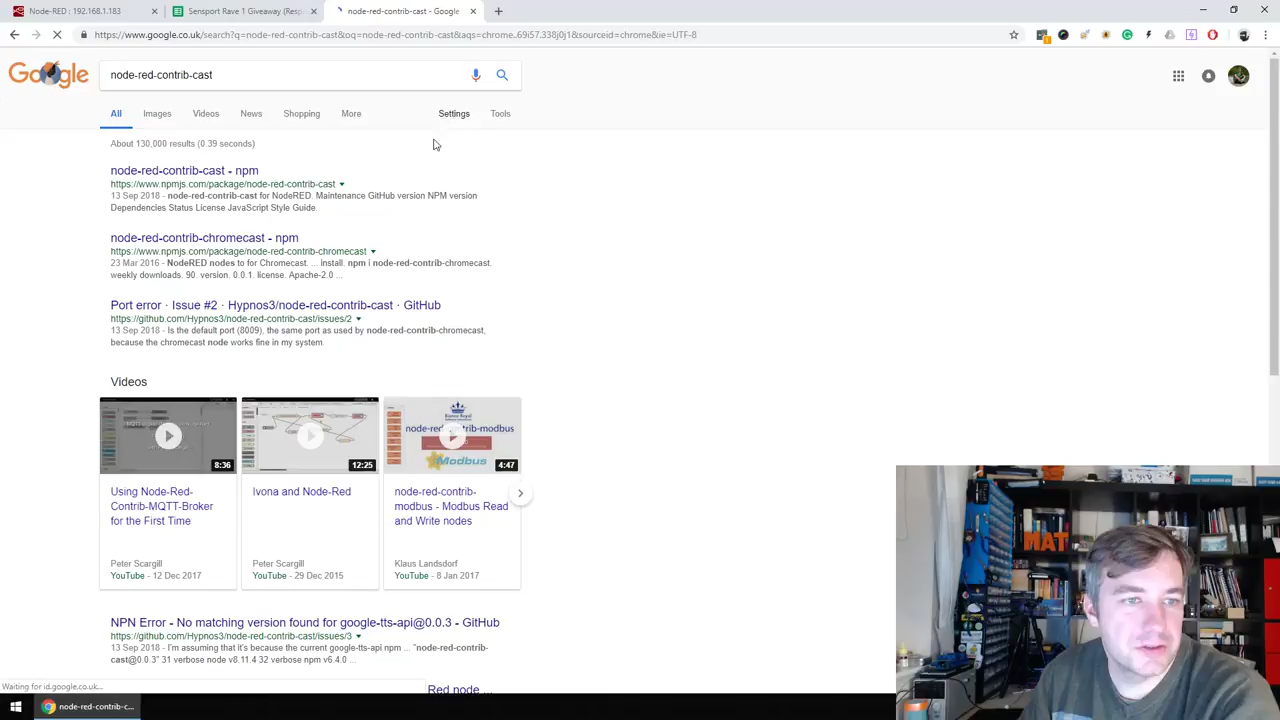 Node-RED : 192.168.1.183
Sensport Rave 1 Giveaway (Resp
node-red-contrib-cast - Google
https://www.google.co.uk/search?q=node-red-contrib-cast&oq=node-red-contrib-cast&aqs=chrome..69i57.338j0j1&sourceid=chrome&ie=UTF-8
Google
node-red-contrib-cast
All
Images
Videos
News
Shopping
More
Settings
Tools
About 130,000 results (0.39 seconds)
node-red-contrib-cast - npm
https://www.npmjs.com/package/node-red-contrib-cast
13 Sep 2018 - node-red-contrib-cast for NodeRED. Maintenance GitHub version NPM version
Dependencies Status License JavaScript Style Guide.
node-red-contrib-chromecast - npm
https://www.npmjs.com/package/node-red-contrib-chromecast
23 Mar 2016 - NodeRED nodes to for Chromecast. ... install. npm i node-red-contrib-chromecast.
weekly downloads. 90. version. 0.0.1. license. Apache-2.0 ...
Port error · Issue #2 · Hypnos3/node-red-contrib-cast · GitHub
https://github.com/Hypnos3/node-red-contrib-cast/issues/2
13 Sep 2018 - Is the default port (8009), the same port as used by node-red-contrib-chromecast,
because the chromecast node works fine in my system.
Videos
8:36
12:25
node-red-contrib-modbus
Modbus
4:47
Using Node-Red-
Contrib-MQTT-Broker
for the First Time
Peter Scargill
YouTube - 12 Dec 2017
Ivona and Node-Red
Peter Scargill
YouTube - 29 Dec 2015
node-red-contrib-
modbus - Modbus Read
and Write nodes
Klaus Landsdorf
YouTube - 8 Jan 2017
NPN Error - No matching version found for google-tts-api@0.0.3 - GitHub
https://github.com/Hypnos3/node-red-contrib-cast/issues/3
13 Sep 2018 - I'm assuming that it's because the current google-tts-api npm ... "node-red-contrib-
cast@0.0.3" 31 verbose node v8.11.4 32 verbose npm v6.4.0 ...
Red node ...
Waiting for id.google.co.uk...
node-red-contrib-c...
MAT